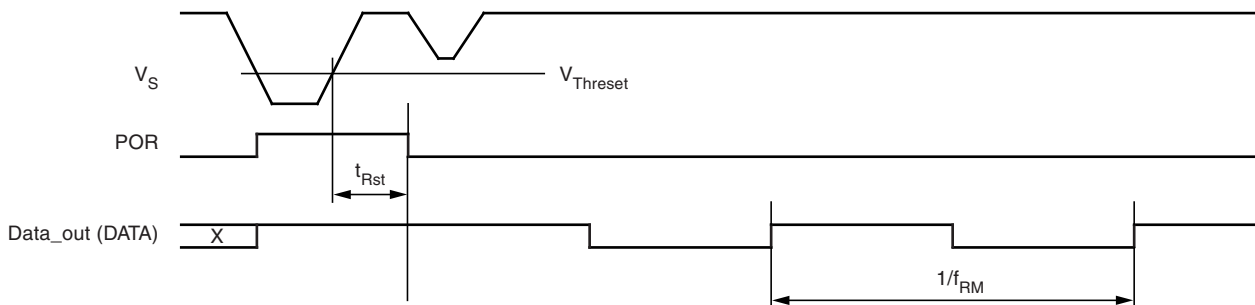 V_S
V_Threset
POR
t_Rst
Data_out (DATA)
X
1/f_RM